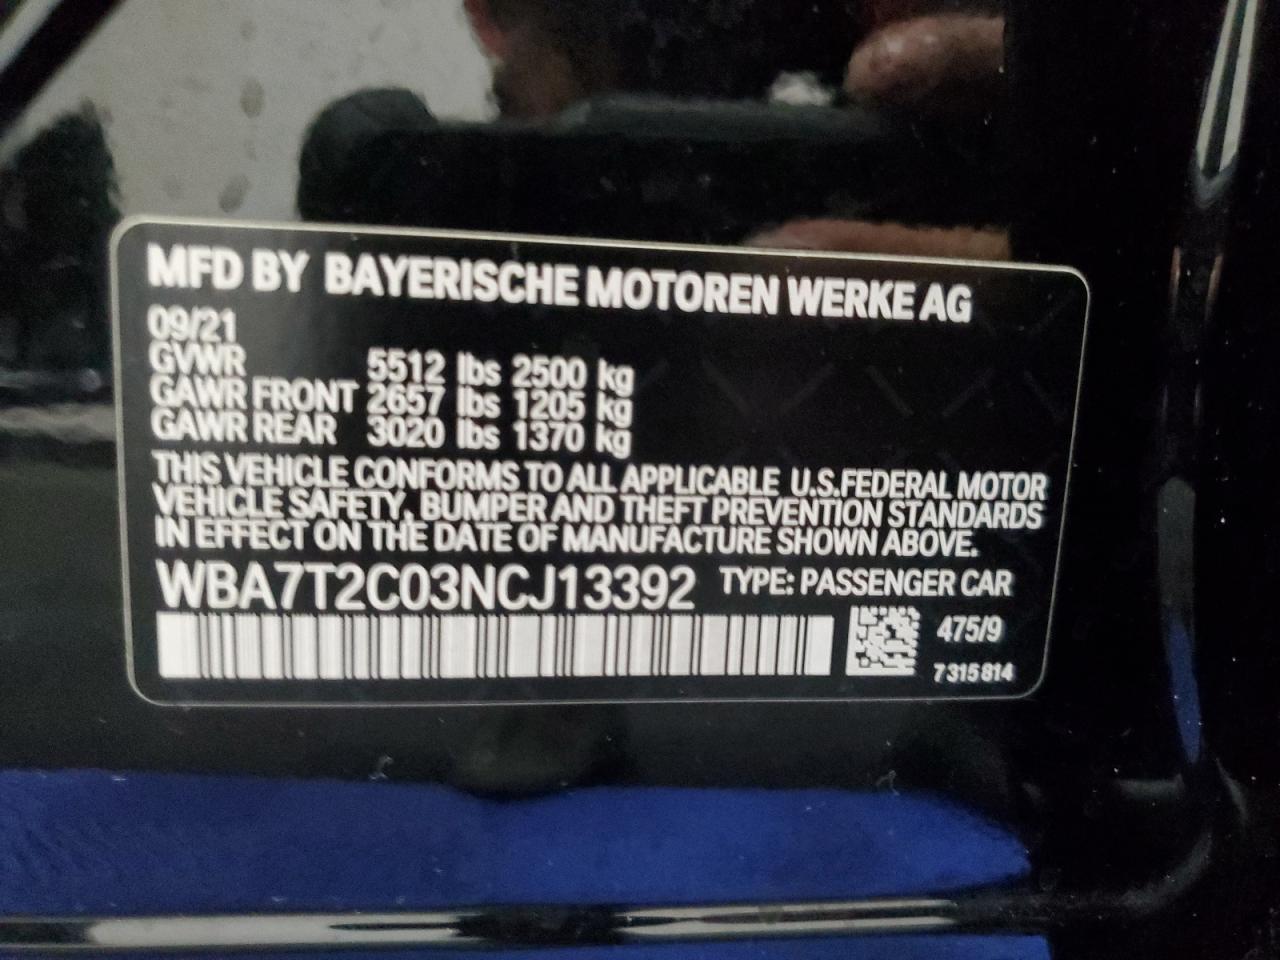 MFD BY BAYERISCHE MOTOREN WERKE AG
09/21
GVWR 5512 lbs 2500 kg
GAWR FRONT 2657 lbs 1205 kg
GAWR REAR 3020 lbs 1370 kg
THIS VEHICLE CONFORMS TO ALL APPLICABLE U.S.FEDERAL MOTOR
VEHICLE SAFETY, BUMPER AND THEFT PREVENTION STANDARDS
IN EFFECT ON THE DATE OF MANUFACTURE SHOWN ABOVE.
WBA7T2C03NCJ13392 TYPE: PASSENGER CAR
475/9
7 315 814